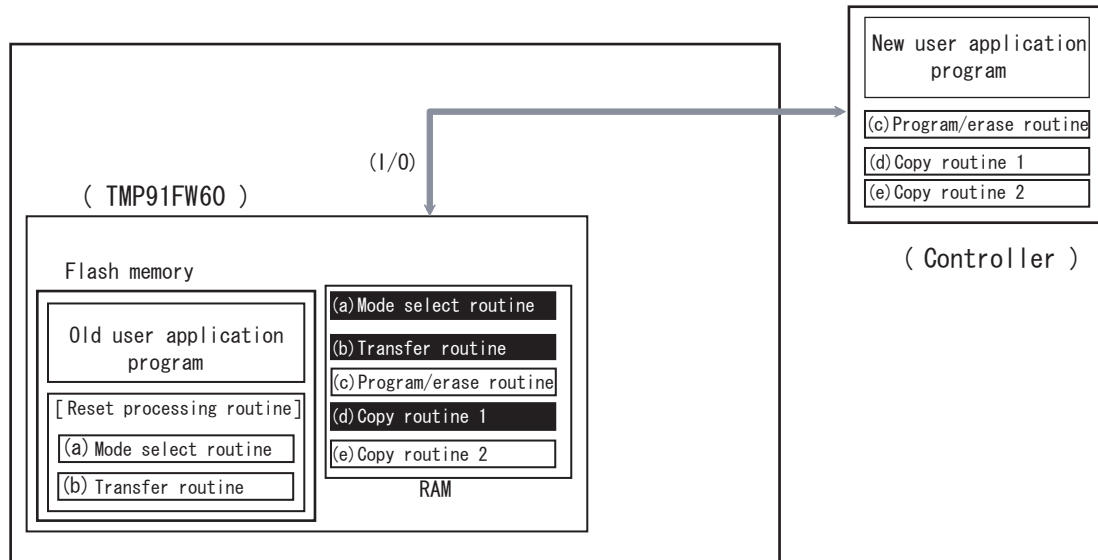 New user application
program
(c)Program/erase routine
(d)Copy routine 1
(e)Copy routine 2
( Controller )
(I/O)
( TMP91FW60 )
Flash memory
Old user application
program
[Reset processing routine]
(a)Mode select routine
(b)Transfer routine
(a)Mode select routine
(b)Transfer routine
(c)Program/erase routine
(d)Copy routine 1
(e)Copy routine 2
RAM